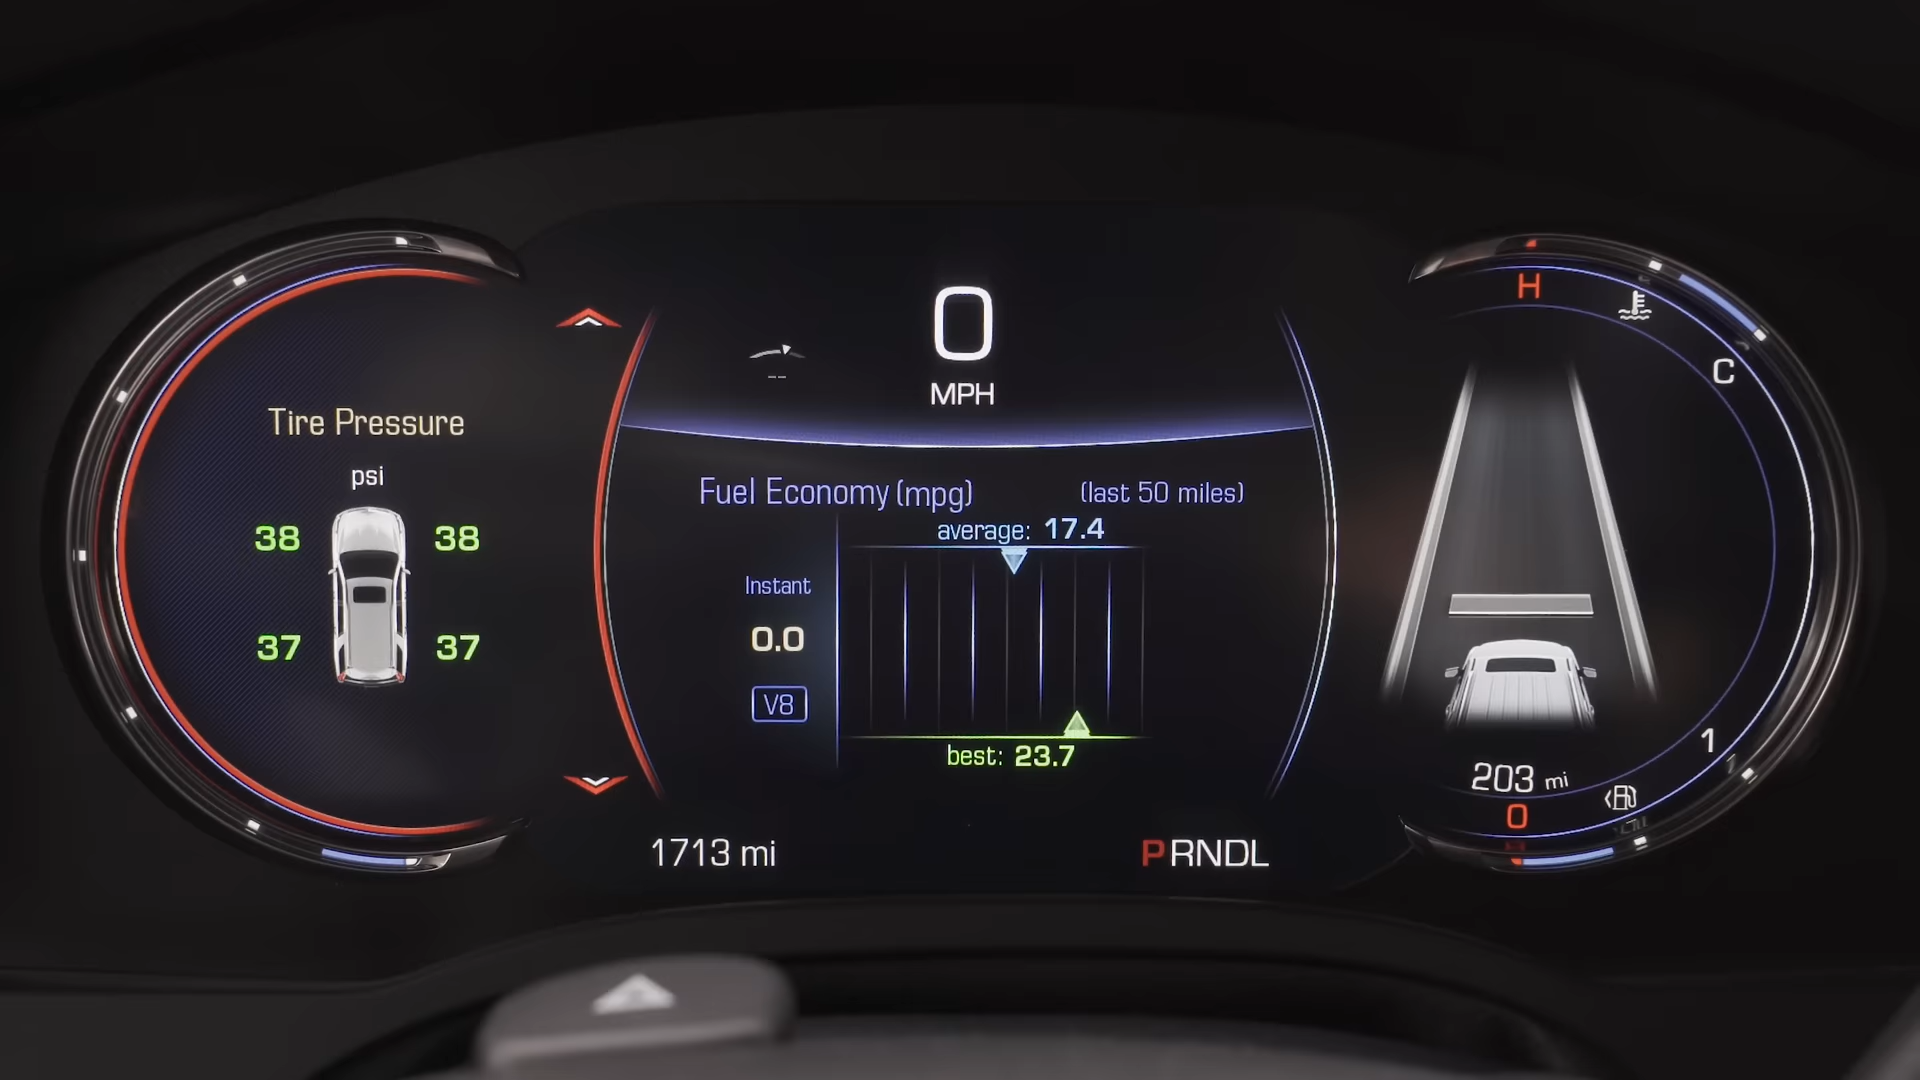 Tire Pressure
psi
38 38
37 37
0
MPH
--
Fuel Economy (mpg) (last 50 miles)
average: 17.4
Instant
0.0
V8
best: 23.7
1713 mi
PRNDL
H
C
1
203 mi
0